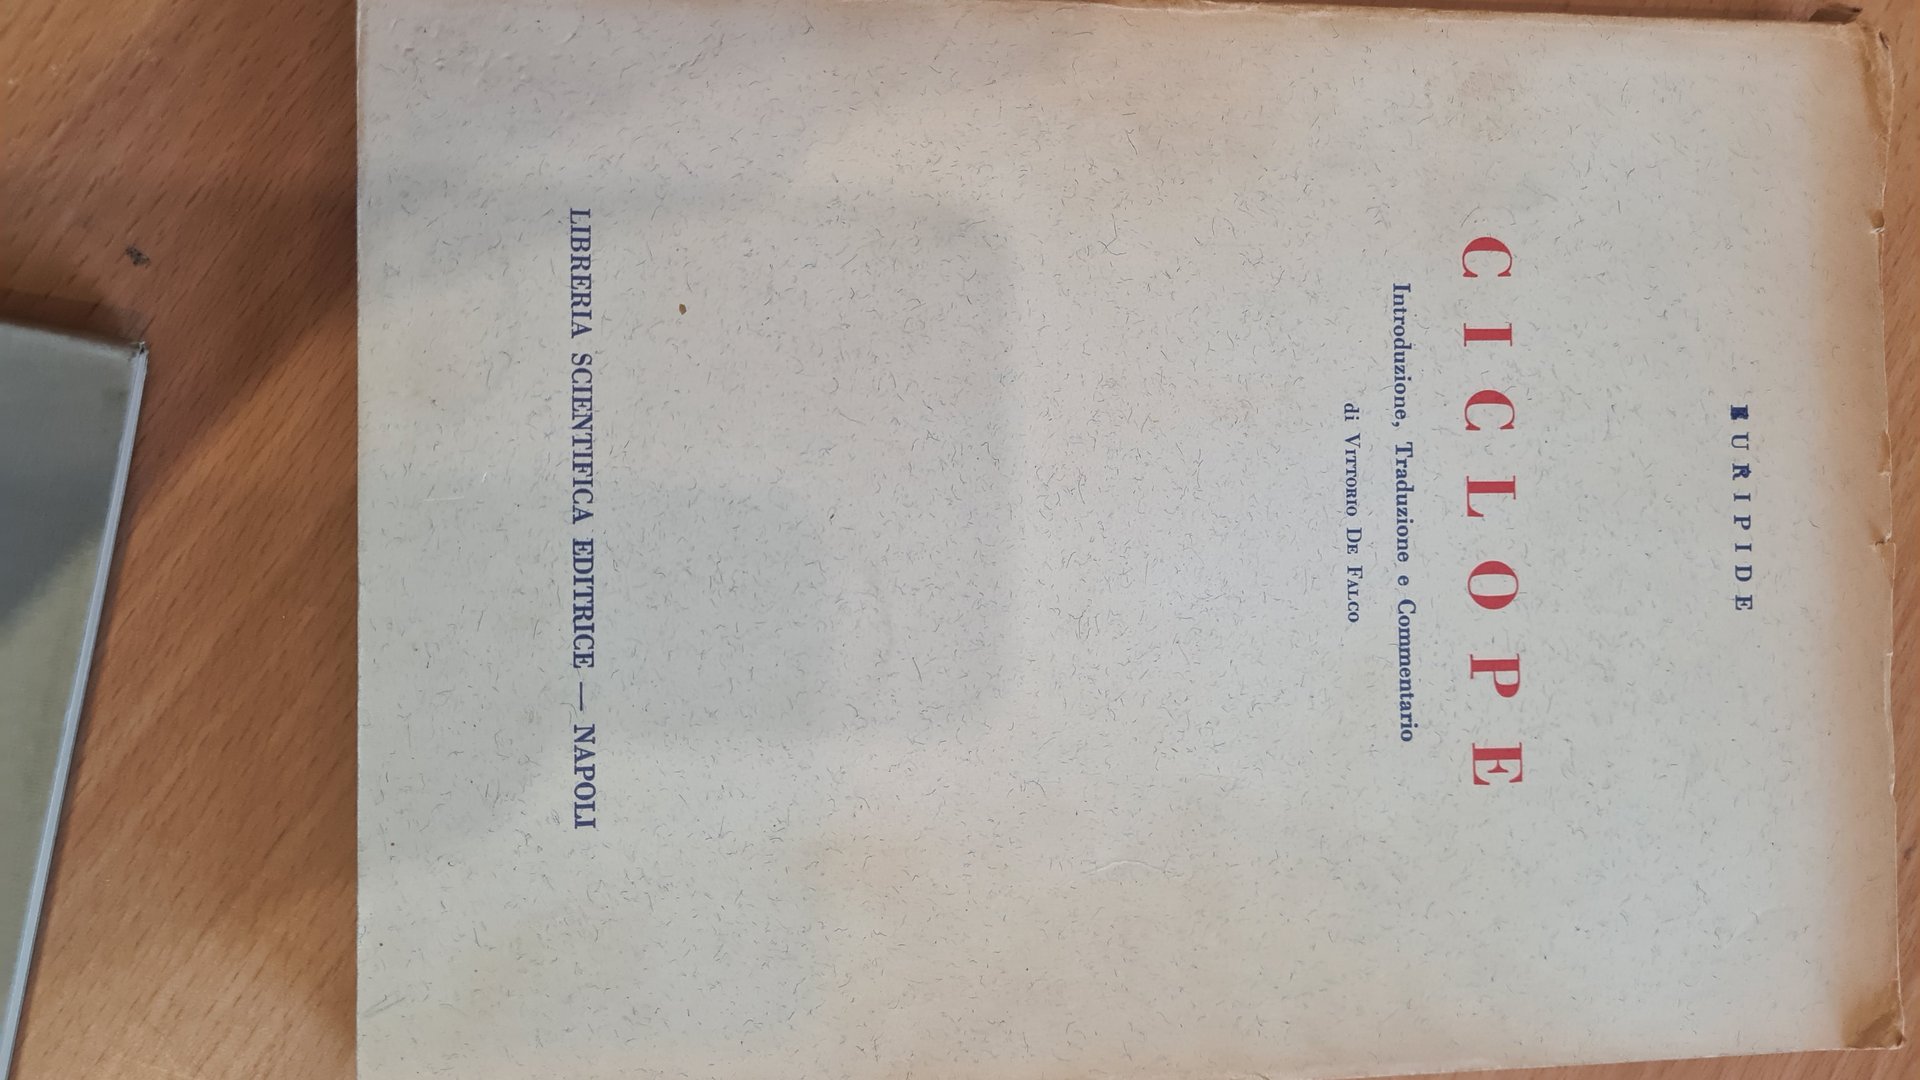 EURIPIDE
CICLOPE
Introduzione, Traduzione e Commentario
di VITTORIO DE FALCO
LIBRERIA SCIENTIFICA EDITRICE — NAPOLI